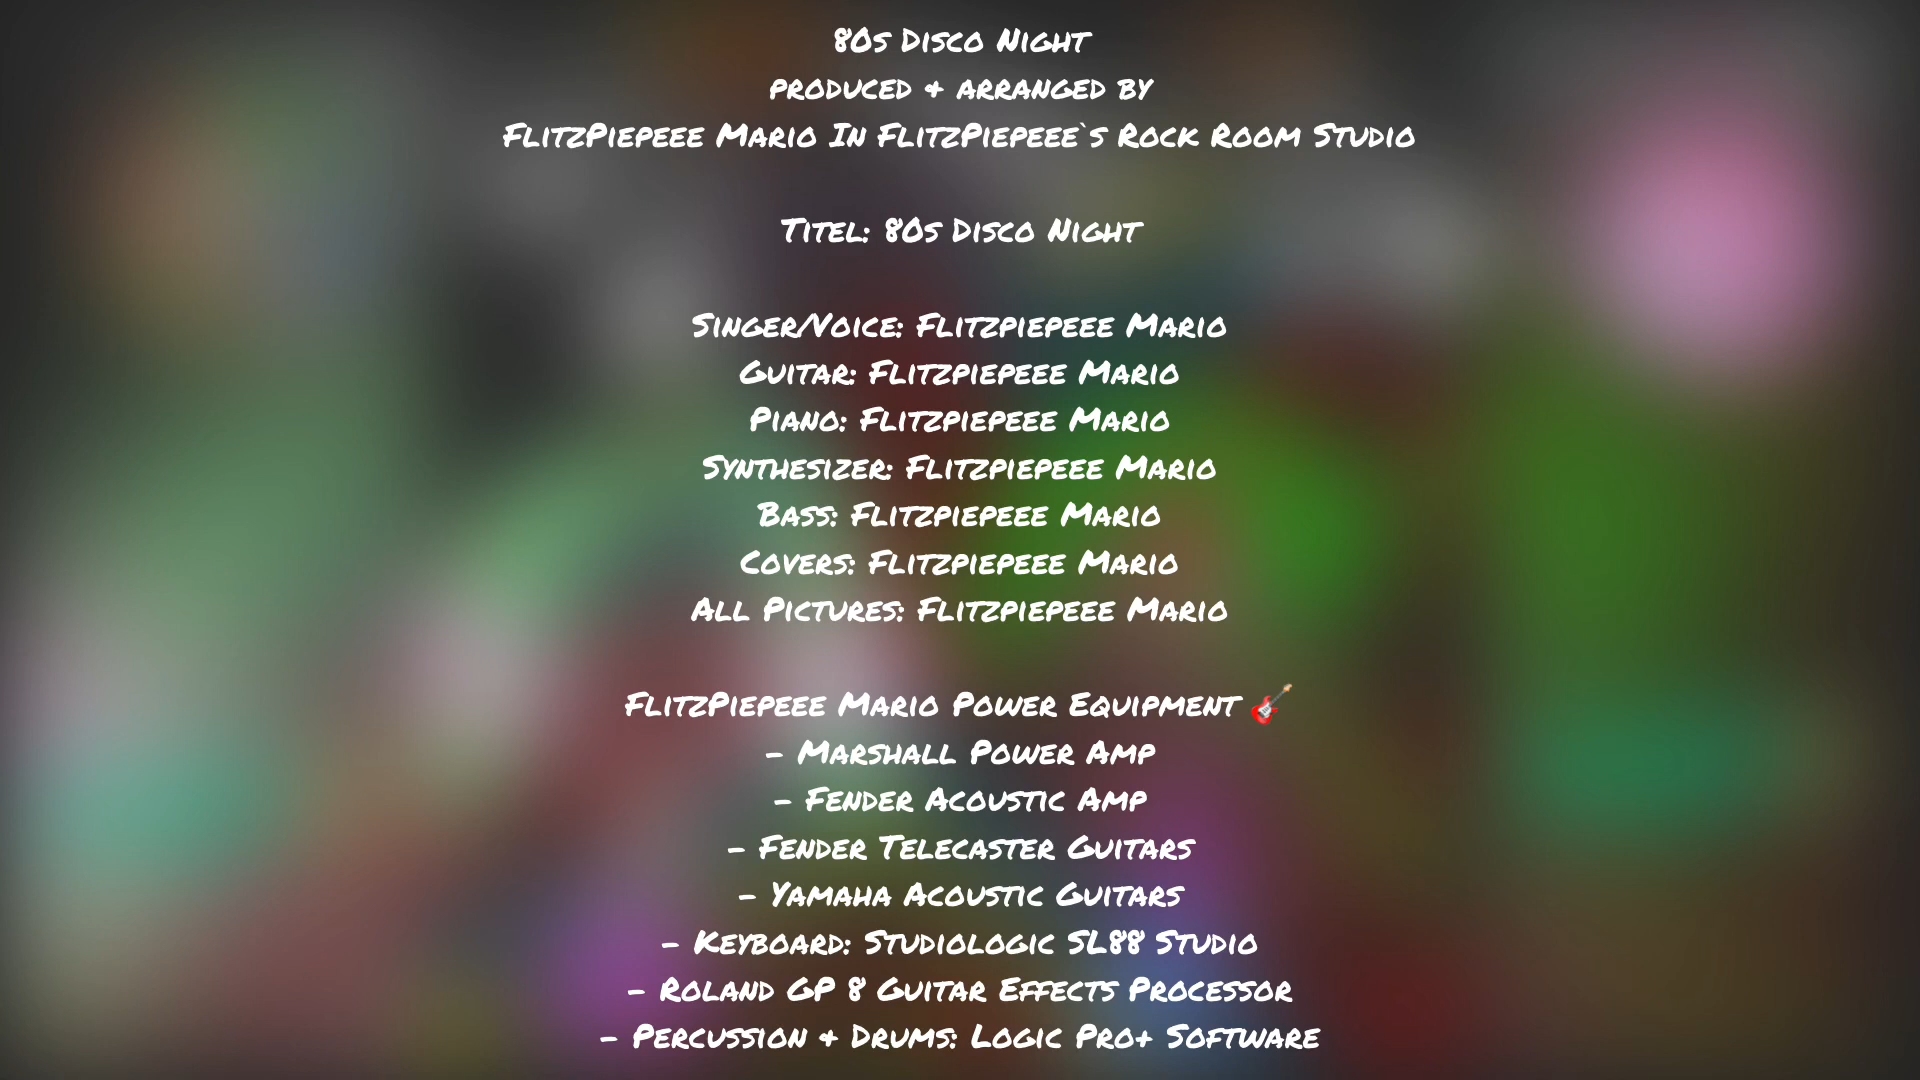 80s Disco Night
produced & arranged by
FlitzPiepeee Mario In FlitzPiepeee`s Rock Room Studio
Titel: 80s Disco Night
Singer/Voice: Flitzpiepeee Mario
Guitar: Flitzpiepeee Mario
Piano: Flitzpiepeee Mario
Synthesizer: Flitzpiepeee Mario
Bass: Flitzpiepeee Mario
Covers: Flitzpiepeee Mario
All Pictures: Flitzpiepeee Mario
FlitzPiepeee Mario Power Equipment 🎸
- Marshall Power Amp
- Fender Acoustic Amp
- Fender Telecaster Guitars
- Yamaha Acoustic Guitars
- Keyboard: Studiologic SL88 Studio
- Roland GP 8 Guitar Effects Processor
- Percussion & Drums: Logic Pro+ Software